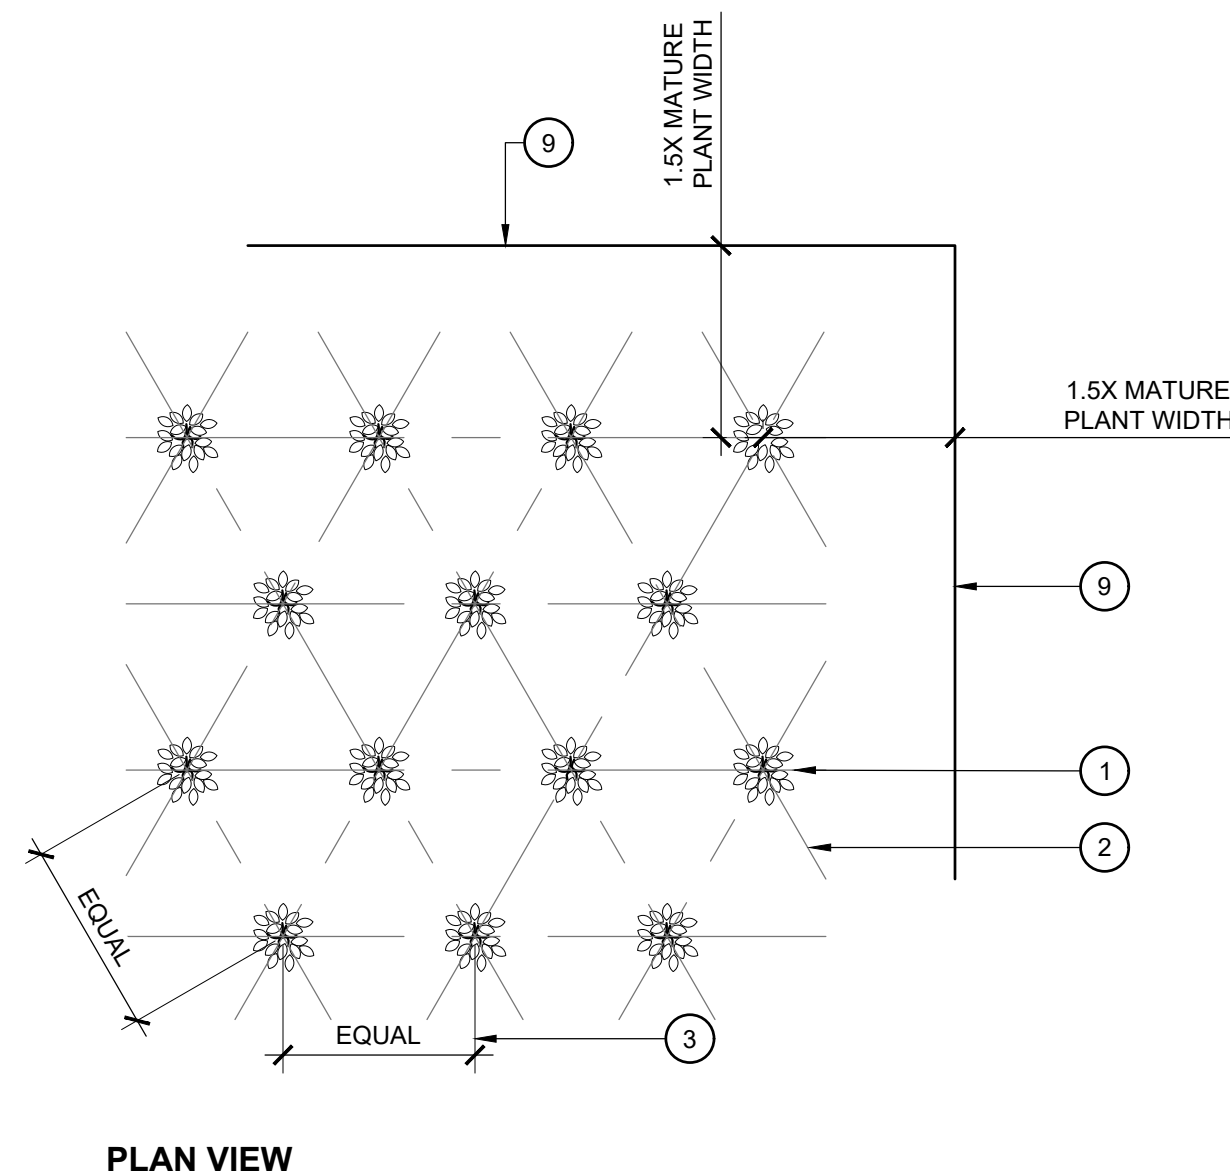 1.5X MATURE
PLANT WIDTH
9
1.5X MATURE
PLANT WIDTH
9
1
2
EQUAL
EQUAL
3
PLAN VIEW